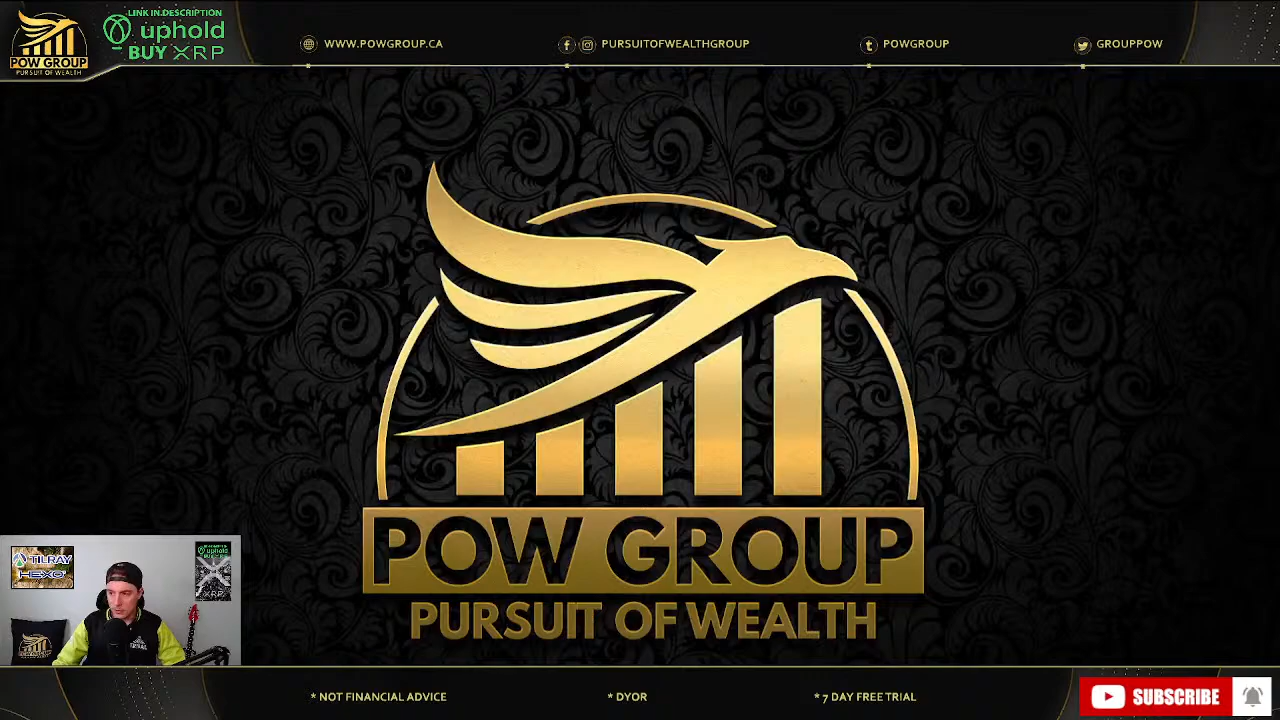 LINK IN DESCRIPTION
uphold
BUY XRP
POW GROUP
PURSUIT OF WEALTH
WWW.POWGROUP.CA
PURSUITOFWEALTHGROUP
POWGROUP
GROUPPOW
POW GROUP
PURSUIT OF WEALTH
TILRAY
HEXO
uphold
XRP
* NOT FINANCIAL ADVICE
* DYOR
* 7 DAY FREE TRIAL
SUBSCRIBE